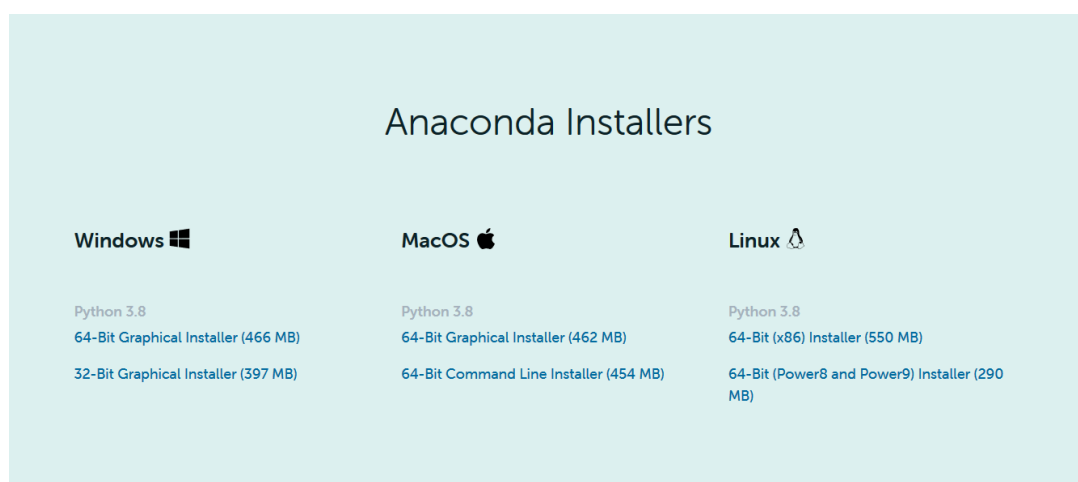 Anaconda Installers
Windows
Python 3.8
64-Bit Graphical Installer (466 MB)
32-Bit Graphical Installer (397 MB)
MacOS
Python 3.8
64-Bit Graphical Installer (462 MB)
64-Bit Command Line Installer (454 MB)
Linux
Python 3.8
64-Bit (x86) Installer (550 MB)
64-Bit (Power8 and Power9) Installer (290
MB)